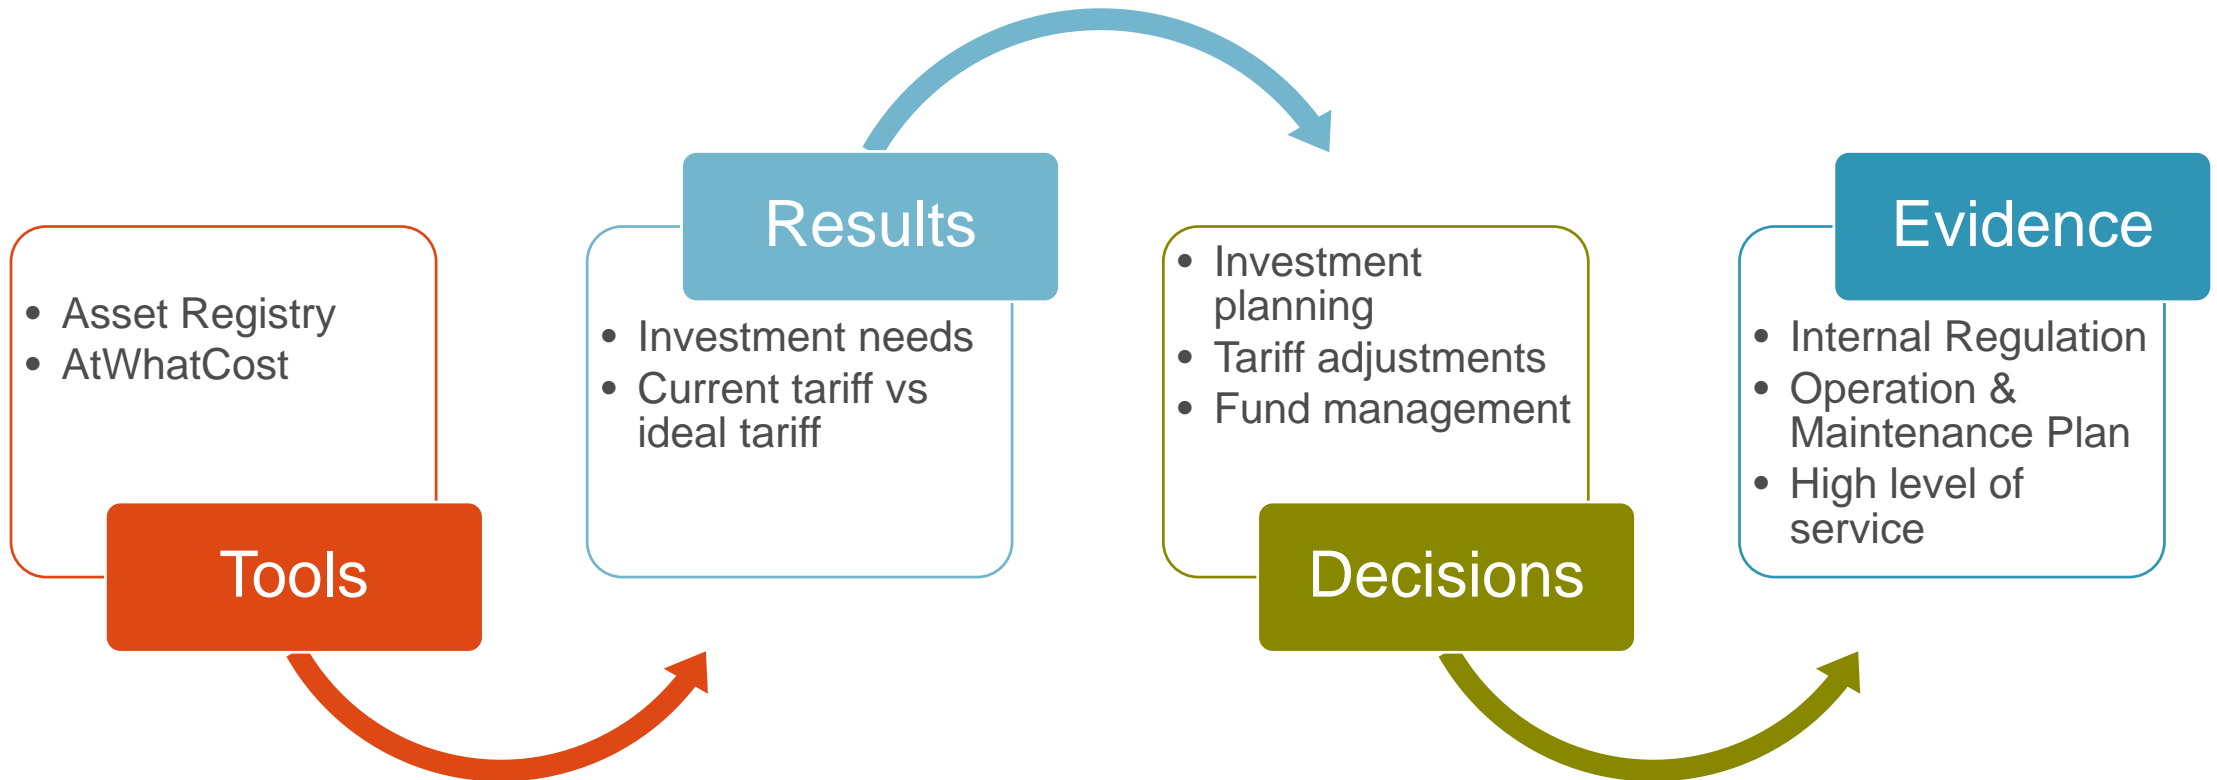 • Asset Registry
• AtWhatCost
Tools
Results
• Investment needs
• Current tariff vs
ideal tariff
• Investment
planning
• Tariff adjustments
• Fund management
Decisions
Evidence
• Internal Regulation
• Operation &
Maintenance Plan
• High level of
service